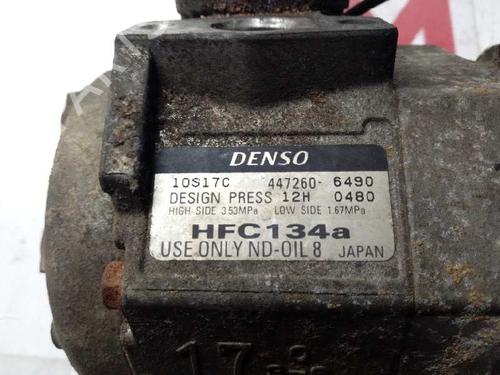 DENSO
10S17C 447260- 6490
DESIGN PRESS 12H 0480
HIGH SIDE 3.53MPa LOW SIDE 1.67MPa
HFC134a
USE ONLY ND-OIL 8 JAPAN
17